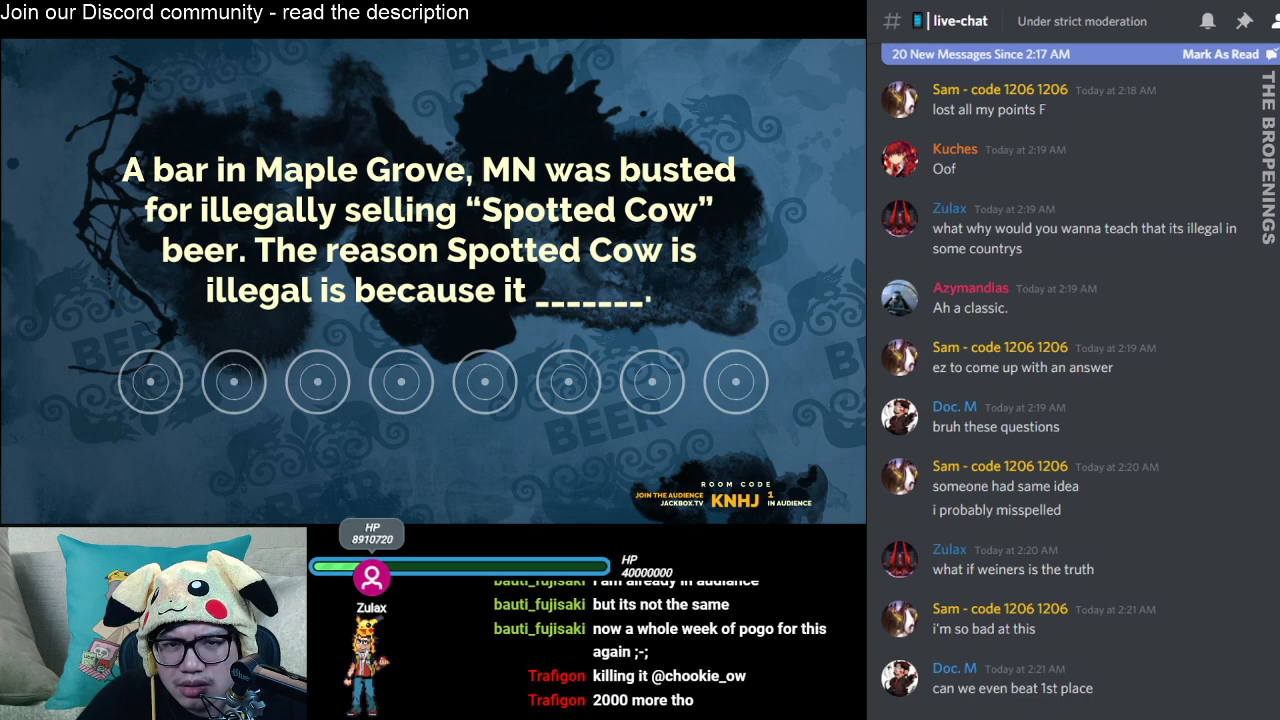 Join our Discord community - read the description
A bar in Maple Grove, MN was busted
for illegally selling “Spotted Cow”
beer. The reason Spotted Cow is
illegal is because it _______.
BEER
BEER
BEER
BEER
ROOM CODE
JOIN THE AUDIENCE
JACKBOX.TV
KNHJ
1
IN AUDIENCE
HP
8910720
HP
40000000
Zulax
bauti_fujisaki I am already in audiance
bauti_fujisaki but its not the same
bauti_fujisaki now a whole week of pogo for this
again ;-;
Trafigon killing it @chookie_ow
Trafigon 2000 more tho
Blue
# | live-chat Under strict moderation
20 New Messages Since 2:17 AM Mark As Read
THE BROPENINGS
Sam - code 1206 1206 Today at 2:18 AM
lost all my points F
Kuches Today at 2:19 AM
Oof
Zulax Today at 2:19 AM
what why would you wanna teach that its illegal in
some countrys
Azymandias Today at 2:19 AM
Ah a classic.
Sam - code 1206 1206 Today at 2:19 AM
ez to come up with an answer
Doc. M Today at 2:19 AM
bruh these questions
Sam - code 1206 1206 Today at 2:20 AM
someone had same idea
i probably misspelled
Zulax Today at 2:20 AM
what if weiners is the truth
Sam - code 1206 1206 Today at 2:21 AM
i'm so bad at this
Doc. M Today at 2:21 AM
can we even beat 1st place